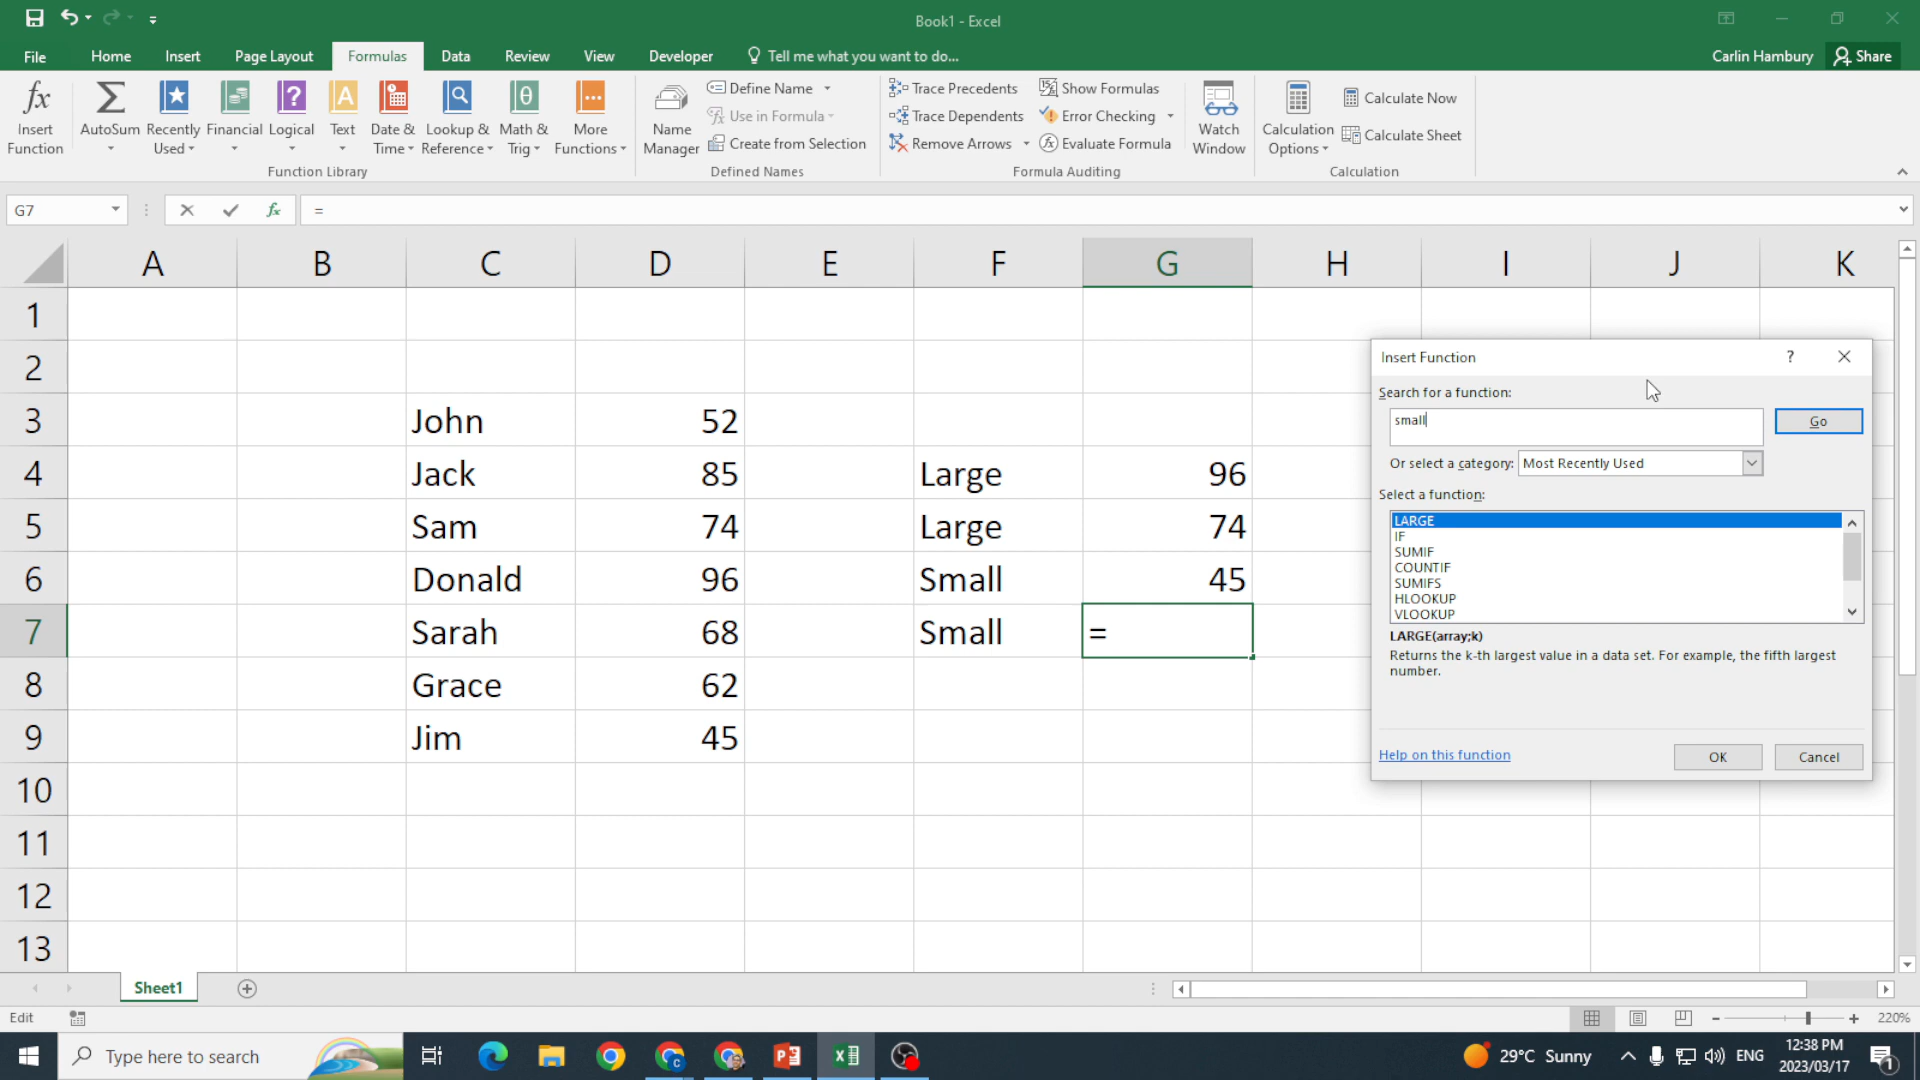 Book1 - Excel
File Home Insert Page Layout Formulas Data Review View Developer Tell me what you want to do... Carlin Hambury Share
fx Insert Function
AutoSum
Recently Used
Financial
Logical
Text
Date & Time
Lookup & Reference
Math & Trig
More Functions
Function Library
Name Manager
Define Name
Use in Formula
Create from Selection
Defined Names
Trace Precedents
Trace Dependents
Remove Arrows
Show Formulas
Error Checking
Evaluate Formula
Formula Auditing
Watch Window
Calculation Options
Calculate Now
Calculate Sheet
Calculation
G7 fx =
A B C D E F G H I J K
1
2
3 John 52
4 Jack 85 Large 96
5 Sam 74 Large 74
6 Donald 96 Small 45
7 Sarah 68 Small =
8 Grace 62
9 Jim 45
10
11
12
13
Insert Function ?
Search for a function:
small
Go
Or select a category: Most Recently Used
Select a function:
LARGE
IF
SUMIF
COUNTIF
SUMIFS
HLOOKUP
VLOOKUP
LARGE(array;k)
Returns the k-th largest value in a data set. For example, the fifth largest
number.
Help on this function OK Cancel
Sheet1
Edit 220%
Type here to search
29°C Sunny ENG 12:38 PM
2023/03/17 1